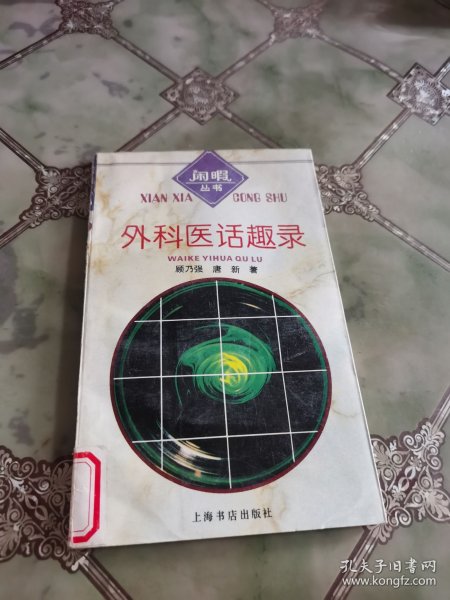 闲暇
丛书
XIAN XIA CONG SHU
外科医话趣录
WAIKE YIHUA QU LU
顾乃强 唐 新 著
上海书店出版社
孔夫子旧书网
www.kongfz.com